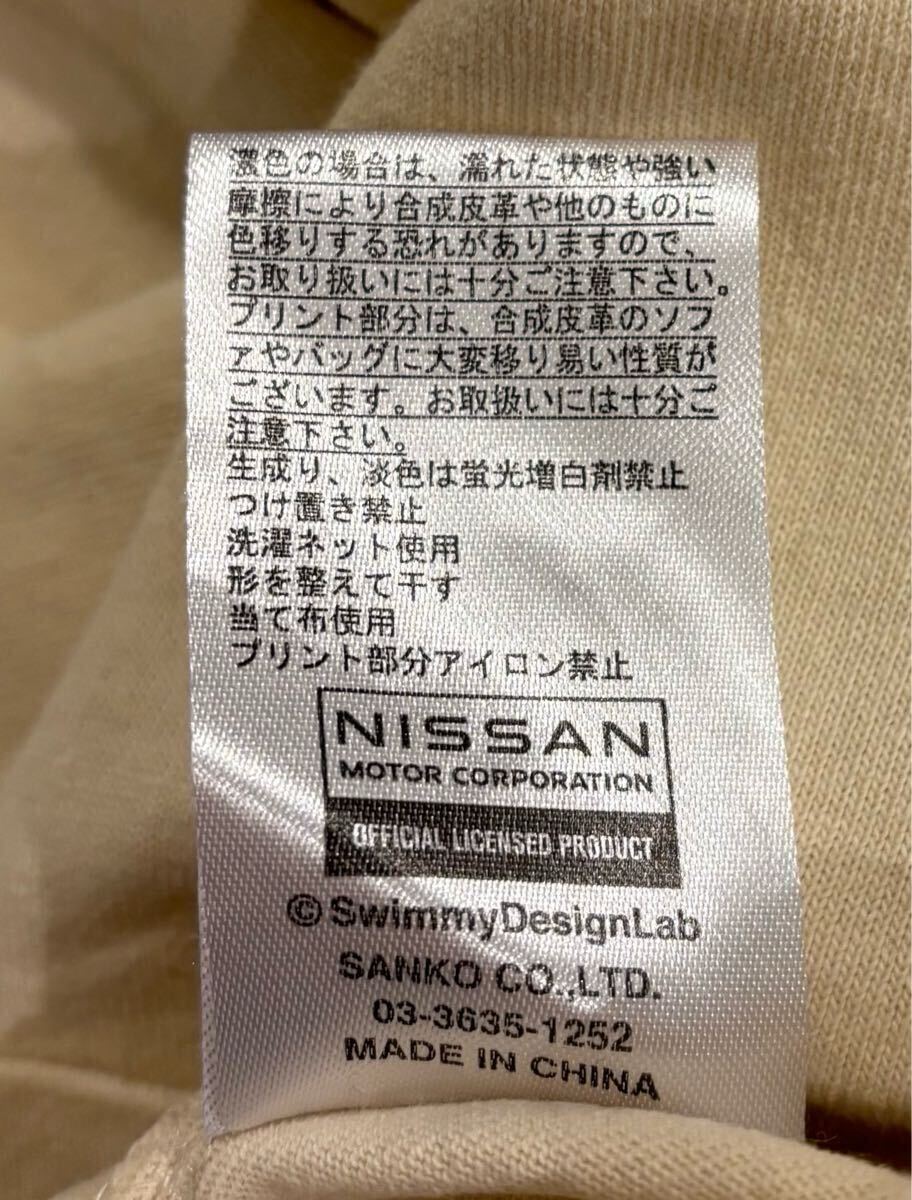 濃色の場合は、濡れた状態や強い
摩擦により合成皮革や他のものに
色移りする恐れがありますので、
お取り扱いには十分ご注意下さい。
プリント部分は、合成皮革のソフ
ァやバッグに大変移り易い性質が
ございます。お取扱いには十分ご
注意下さい。
生成り、淡色は蛍光増白剤禁止
つけ置き禁止
洗濯ネット使用
形を整えて干す
当て布使用
プリント部分アイロン禁止
NISSAN
MOTOR CORPORATION
OFFICIAL LICENSED PRODUCT
© SwimmyDesignLab
SANKO CO.,LTD.
03-3635-1252
MADE IN CHINA